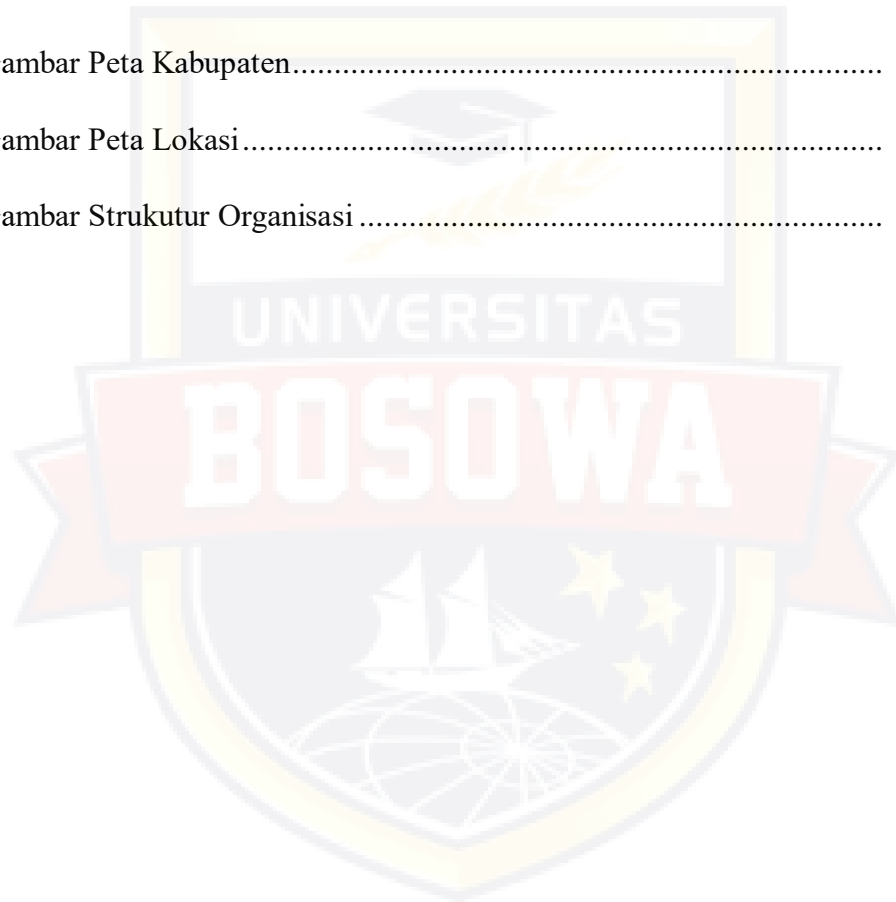 ambar Peta Kabupaten........................................................................
ambar Peta Lokasi..............................................................................
ambar Strukutur Organisasi ................................................................
UNIVERSITAS
BOSOWA